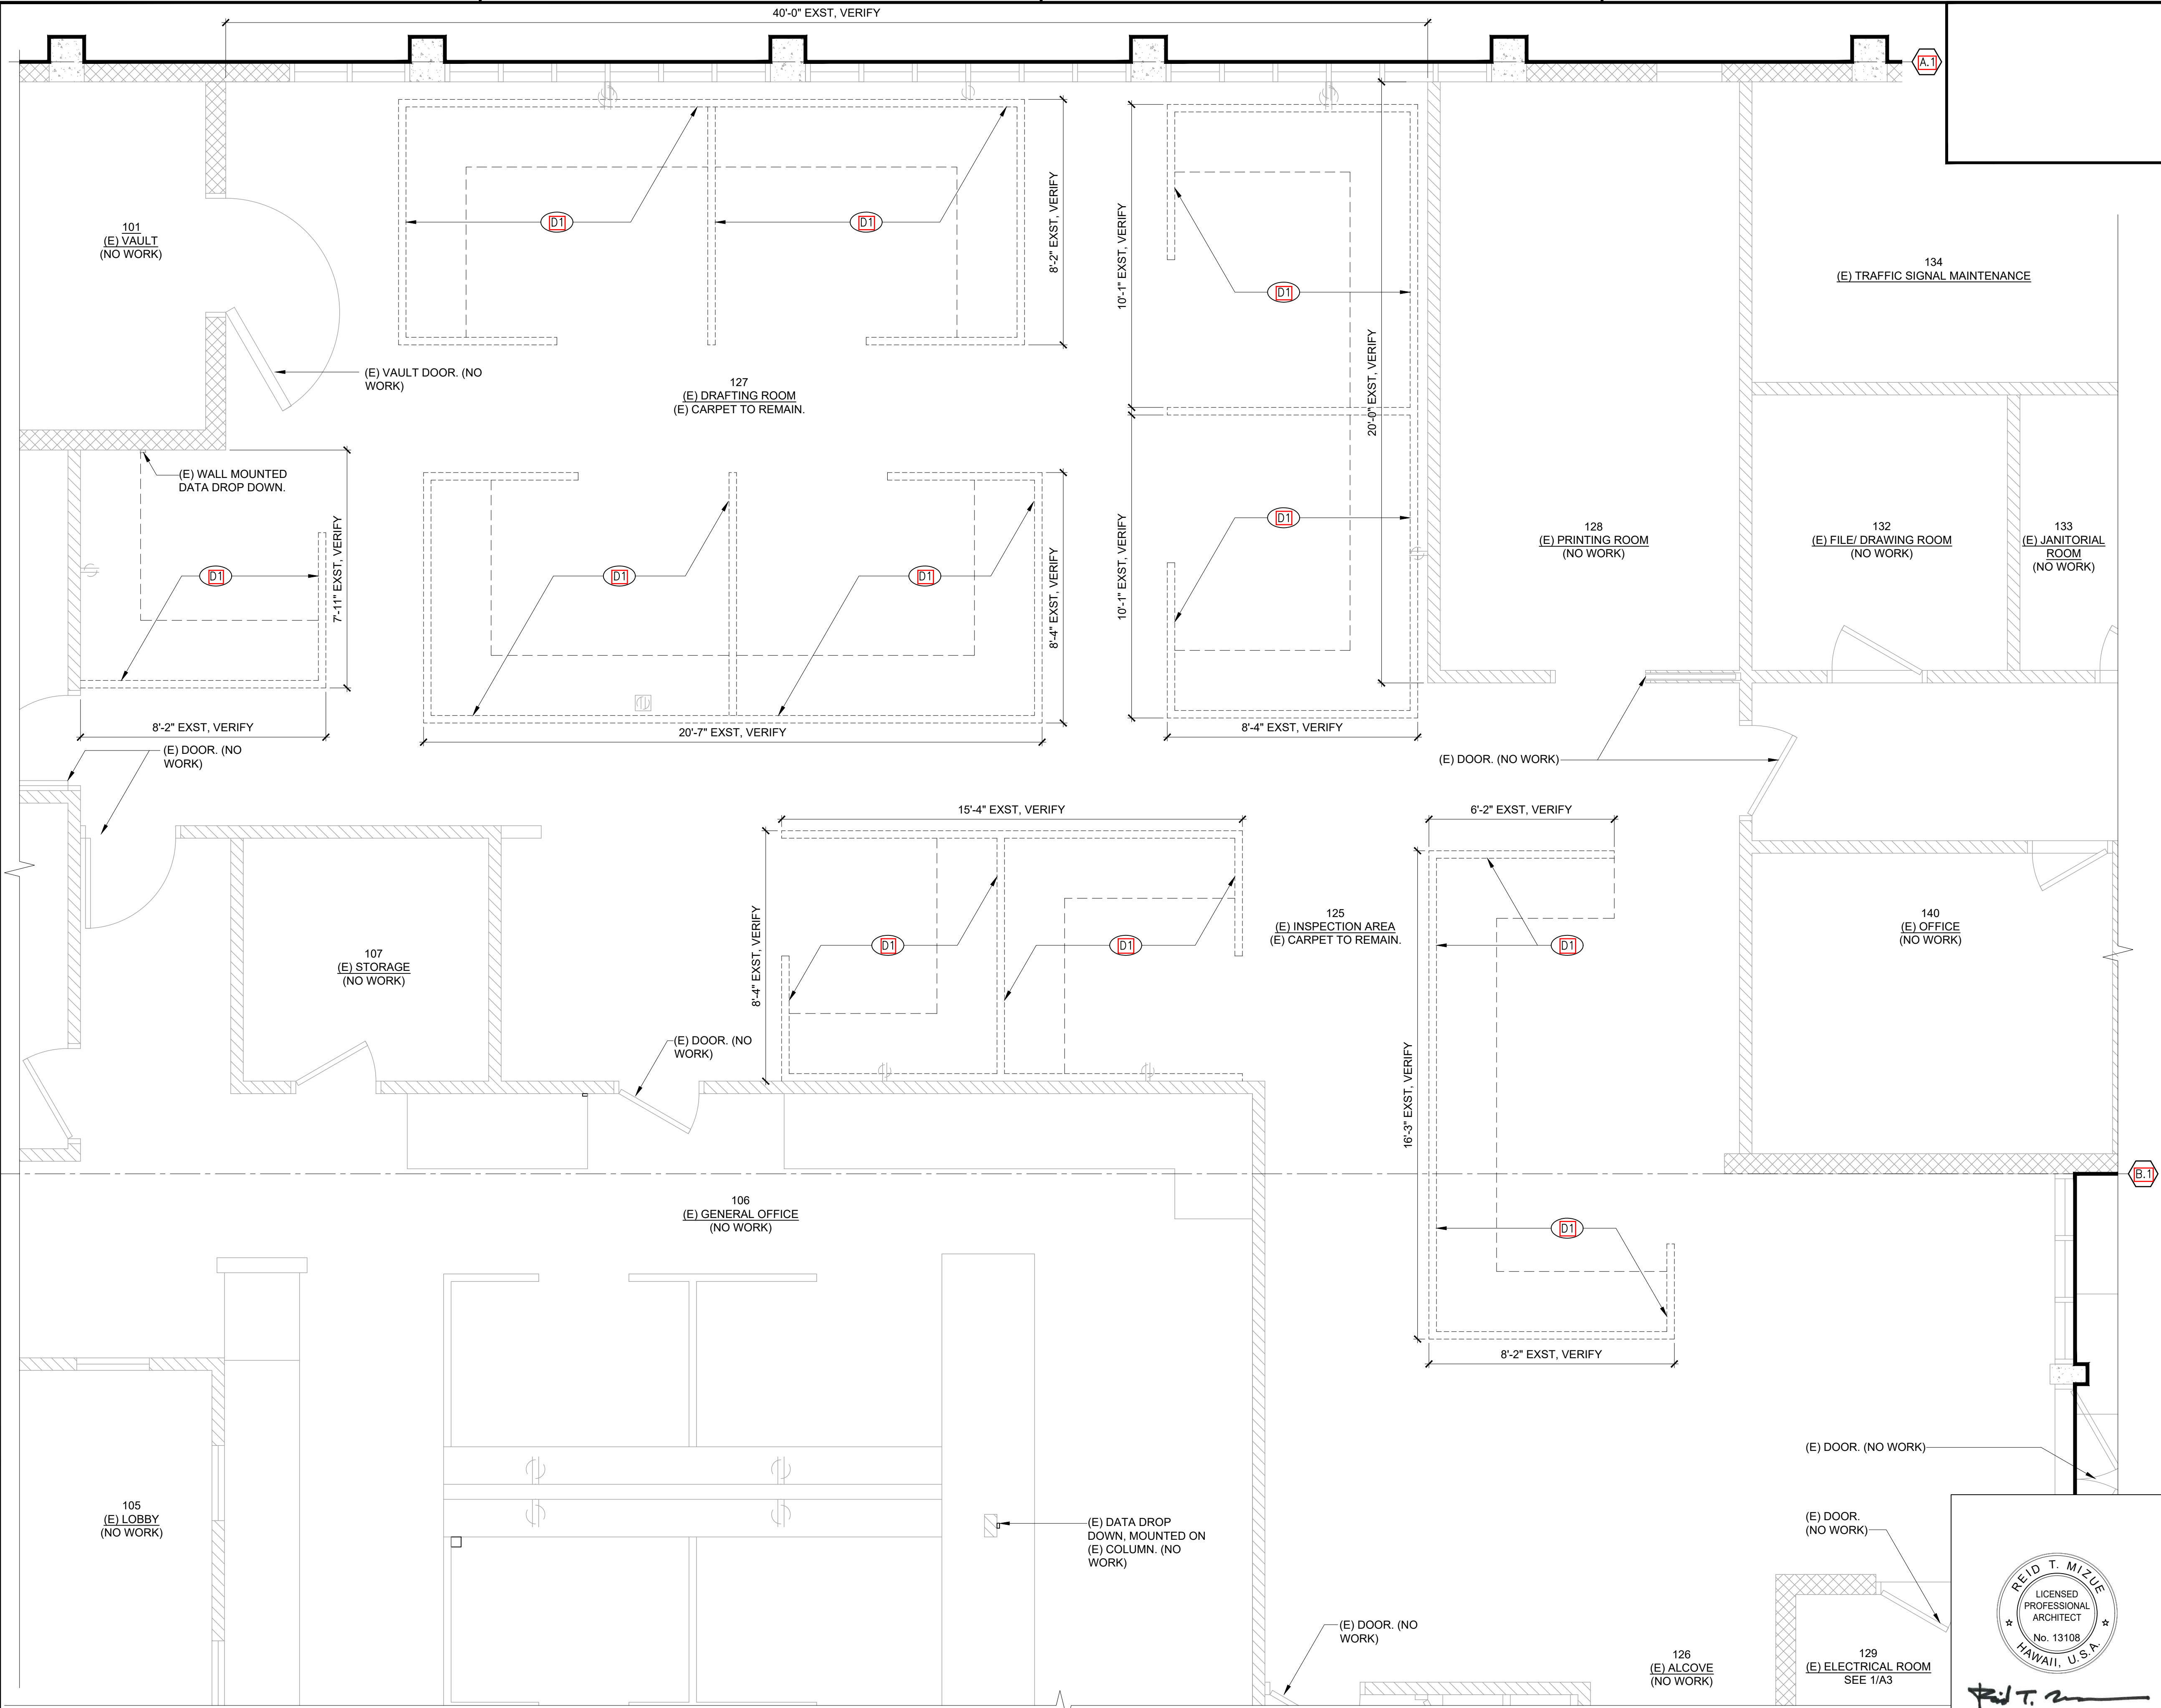 40'-0" EXST, VERIFY
A.1
101
(E) VAULT
(NO WORK)
D1
D1
8'-2" EXST, VERIFY
10'-1" EXST, VERIFY
D1
20'-0" EXST, VERIFY
134
(E) TRAFFIC SIGNAL MAINTENANCE
(E) VAULT DOOR. (NO
WORK)
127
(E) DRAFTING ROOM
(E) CARPET TO REMAIN.
(E) WALL MOUNTED
DATA DROP DOWN.
D1
7'-11" EXST, VERIFY
D1
D1
8'-4" EXST, VERIFY
10'-1" EXST, VERIFY
D1
128
(E) PRINTING ROOM
(NO WORK)
132
(E) FILE/ DRAWING ROOM
(NO WORK)
133
(E) JANITORIAL
ROOM
(NO WORK)
8'-2" EXST, VERIFY
20'-7" EXST, VERIFY
8'-4" EXST, VERIFY
(E) DOOR. (NO
WORK)
(E) DOOR. (NO WORK)
15'-4" EXST, VERIFY
6'-2" EXST, VERIFY
8'-4" EXST, VERIFY
D1
D1
125
(E) INSPECTION AREA
(E) CARPET TO REMAIN.
D1
140
(E) OFFICE
(NO WORK)
107
(E) STORAGE
(NO WORK)
(E) DOOR. (NO
WORK)
16'-3" EXST, VERIFY
B.1
106
(E) GENERAL OFFICE
(NO WORK)
D1
8'-2" EXST, VERIFY
(E) DOOR. (NO WORK)
105
(E) LOBBY
(NO WORK)
(E) DATA DROP
DOWN, MOUNTED ON
(E) COLUMN. (NO
WORK)
(E) DOOR.
(NO WORK)
(E) DOOR. (NO
WORK)
126
(E) ALCOVE
(NO WORK)
129
(E) ELECTRICAL ROOM
SEE 1/A3
REID T. MIZUE
LICENSED
PROFESSIONAL
ARCHITECT
No. 13108
HAWAII, U.S.A.